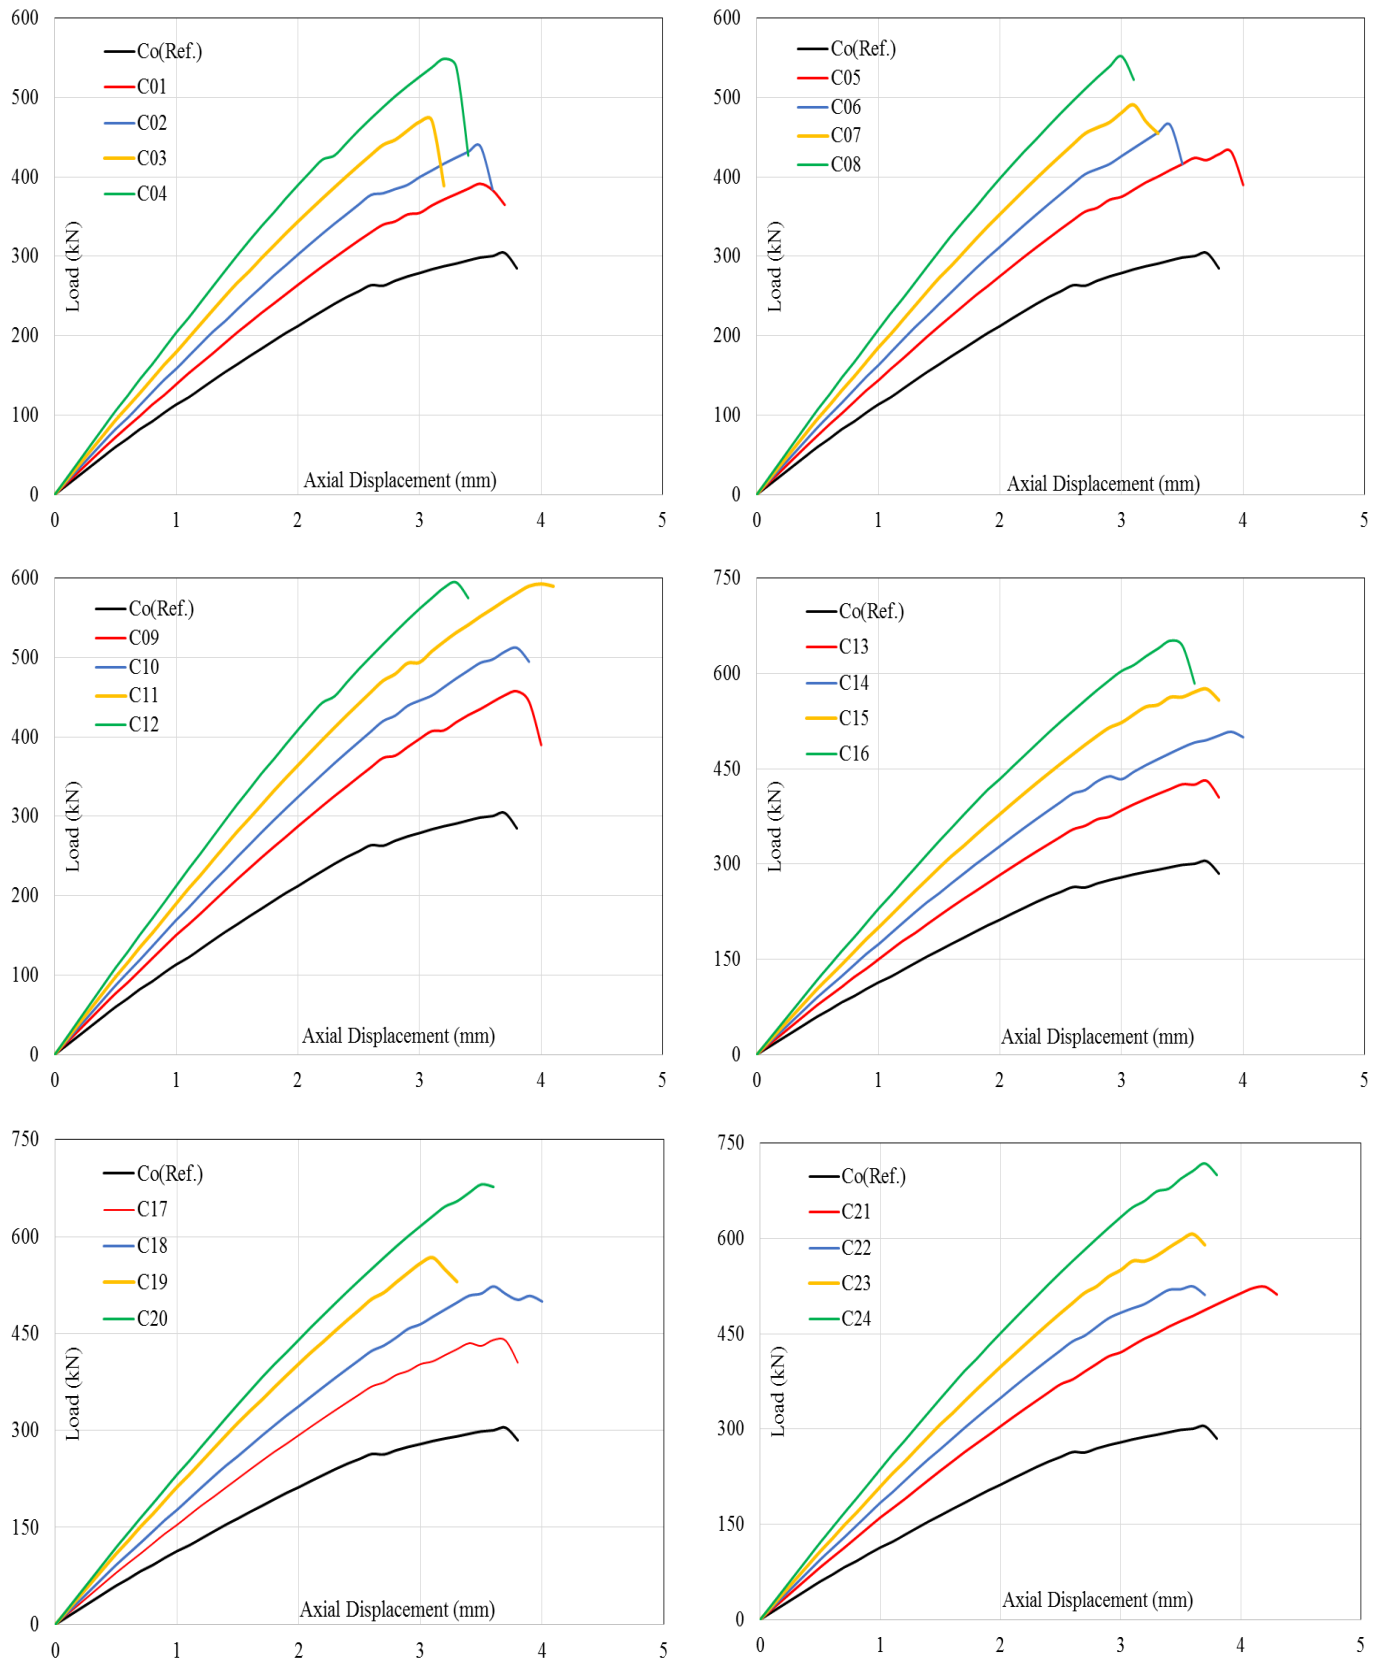 600
500
400
300
200
100
0
Load (kN)
Co(Ref.)
C01
C02
C03
C04
Axial Displacement (mm)
0 1 2 3 4 5
600
500
400
300
200
100
0
Load (kN)
Co(Ref.)
C05
C06
C07
C08
Axial Displacement (mm)
0 1 2 3 4 5
600
500
400
300
200
100
0
Load (kN)
Co(Ref.)
C09
C10
C11
C12
Axial Displacement (mm)
0 1 2 3 4 5
750
600
450
300
150
0
Load (kN)
Co(Ref.)
C13
C14
C15
C16
Axial Displacement (mm)
0 1 2 3 4 5
750
600
450
300
150
0
Load (kN)
Co(Ref.)
C17
C18
C19
C20
Axial Displacement (mm)
0 1 2 3 4 5
750
600
450
300
150
0
Load (kN)
Co(Ref.)
C21
C22
C23
C24
Axial Displacement (mm)
0 1 2 3 4 5